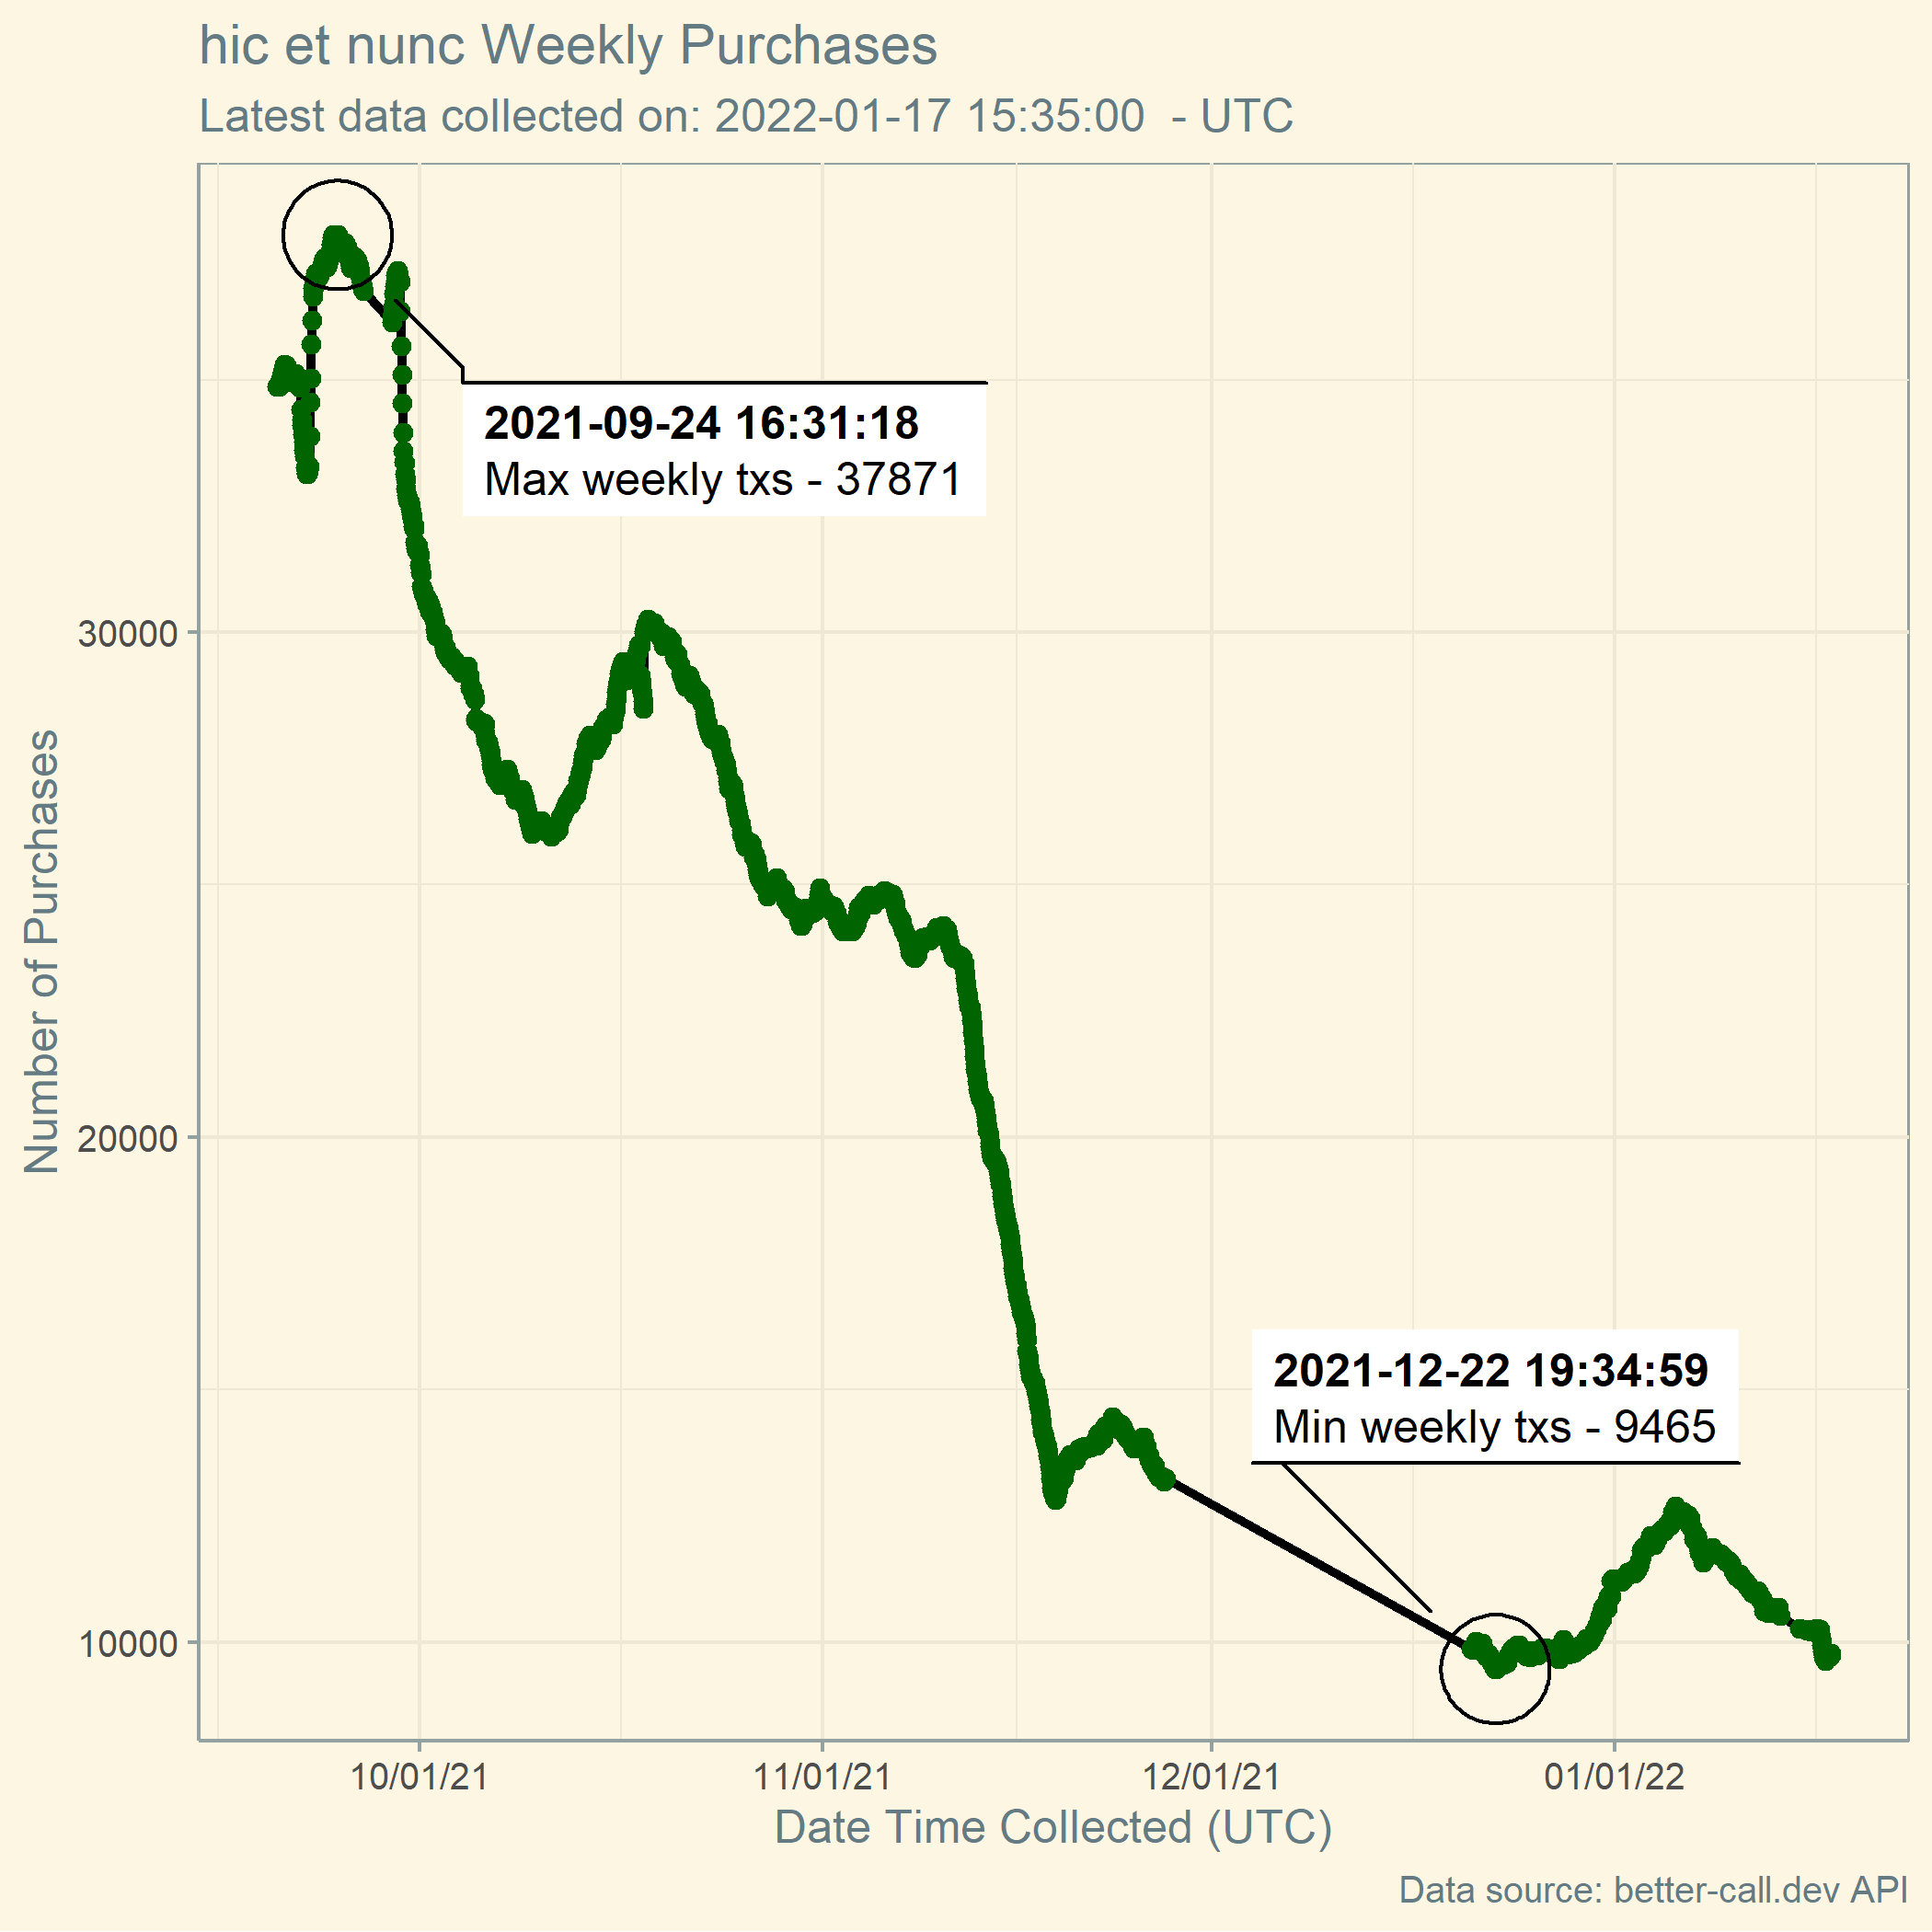 hic et nunc Weekly Purchases
Latest data collected on: 2022-01-17 15:35:00  - UTC
2021-09-24 16:31:18
Max weekly txs - 37871
30000
20000
10000
Number of Purchases
2021-12-22 19:34:59
Min weekly txs - 9465
10/01/21
11/01/21
12/01/21
01/01/22
Date Time Collected (UTC)
Data source: better-call.dev API